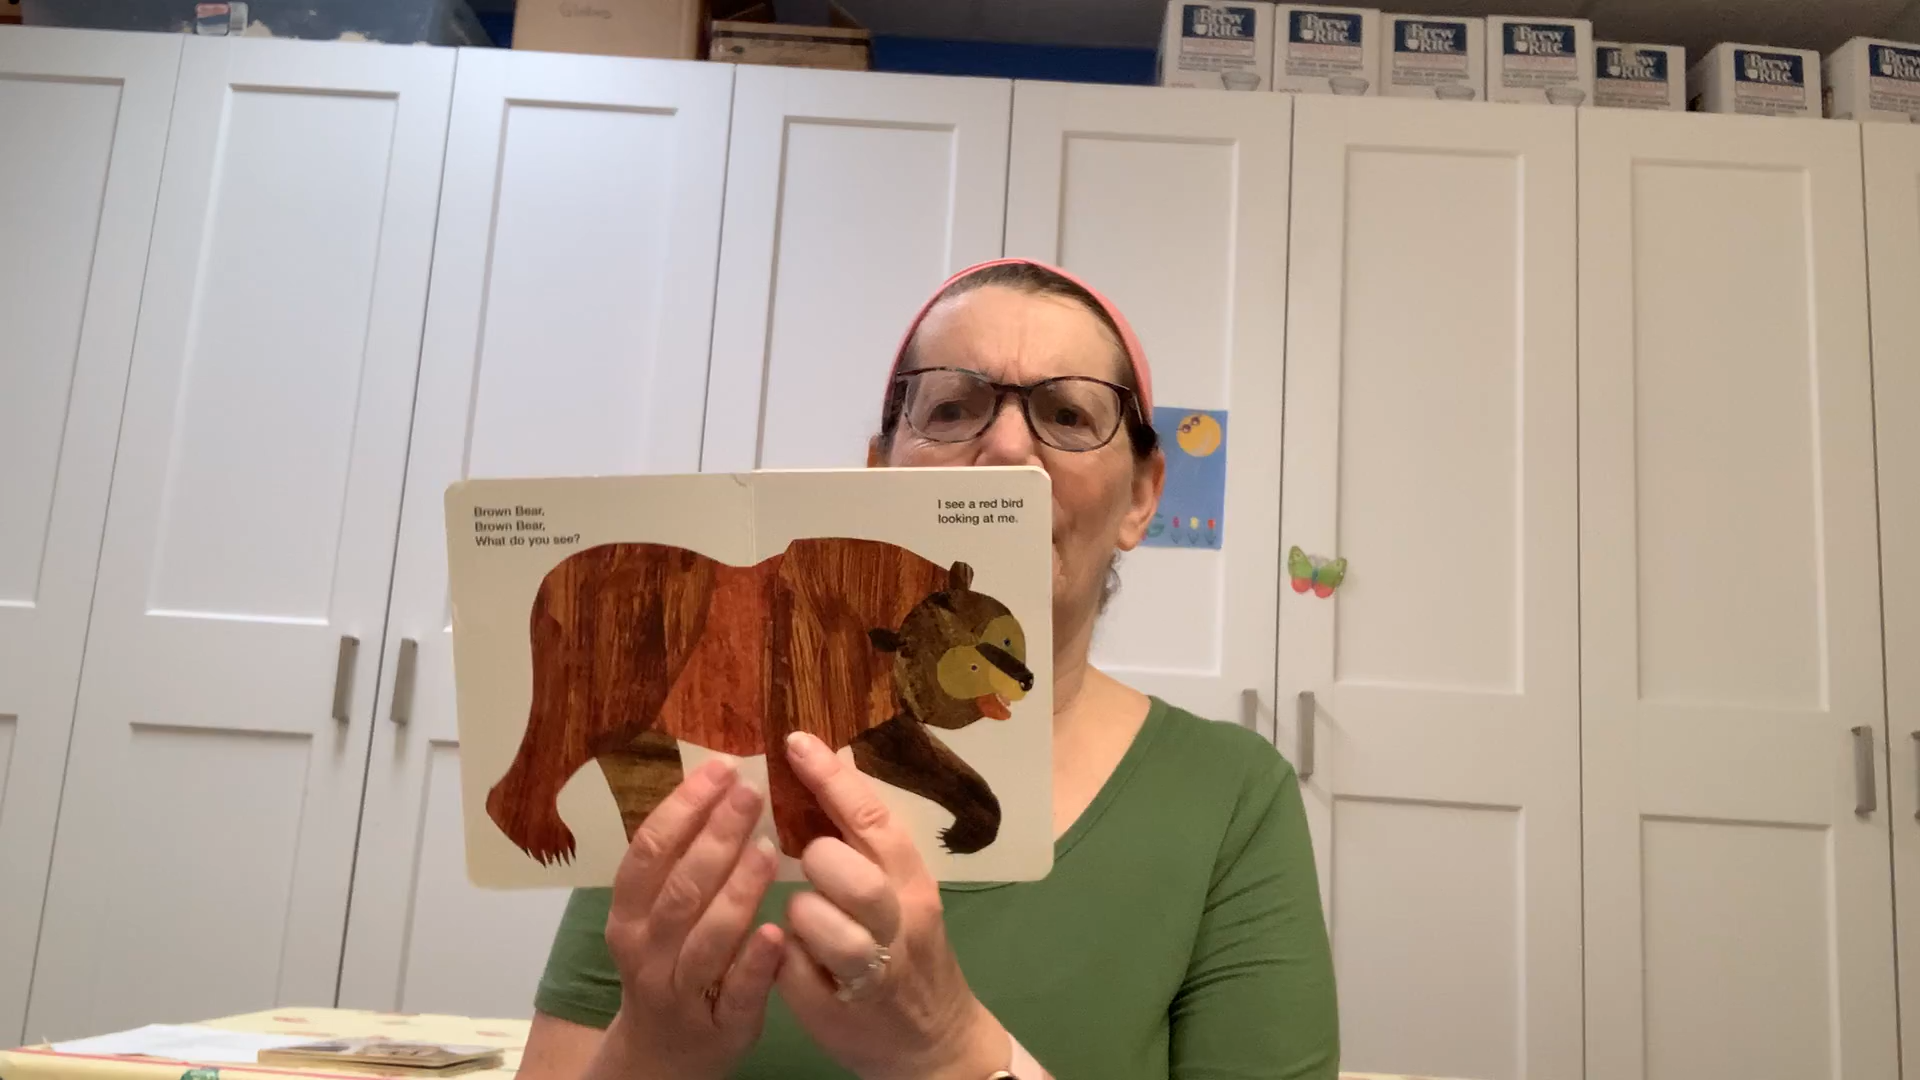 Brew
Rite
Brew
Rite
Brew
Rite
Brew
Rite
Brew
Rite
Brew
Rite
Brew
Rite
Brown Bear,
Brown Bear,
What do you see?
I see a red bird
looking at me.